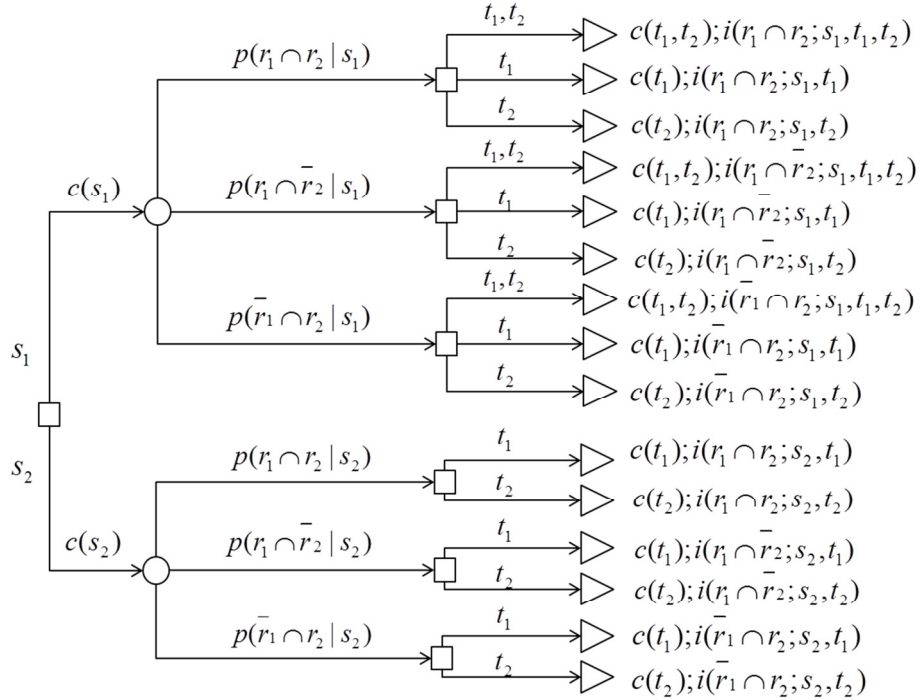 t₁,t₂ c(t₁,t₂);i(r₁∩r₂;s₁,t₁,t₂)
p(r₁∩r₂|s₁) t₁ c(t₁);i(r₁∩r₂;s₁,t₁)
t₂ c(t₂);i(r₁∩r₂;s₁,t₂)
t₁,t₂ c(t₁,t₂);i(r₁∩r̄₂;s₁,t₁,t₂)
c(s₁) p(r₁∩r̄₂|s₁) t₁ c(t₁);i(r₁∩r̄₂;s₁,t₁)
t₂ c(t₂);i(r₁∩r̄₂;s₁,t₂)
t₁,t₂ c(t₁,t₂);i(r̄₁∩r₂;s₁,t₁,t₂)
s₁ p(r̄₁∩r₂|s₁) t₁ c(t₁);i(r̄₁∩r₂;s₁,t₁)
t₂ c(t₂);i(r̄₁∩r₂;s₁,t₂)
s₂ p(r₁∩r₂|s₂) t₁ c(t₁);i(r₁∩r₂;s₂,t₁)
t₂ c(t₂);i(r₁∩r₂;s₂,t₂)
c(s₂) p(r₁∩r̄₂|s₂) t₁ c(t₁);i(r₁∩r̄₂;s₂,t₁)
t₂ c(t₂);i(r₁∩r̄₂;s₂,t₂)
p(r̄₁∩r₂|s₂) t₁ c(t₁);i(r̄₁∩r₂;s₂,t₁)
t₂ c(t₂);i(r̄₁∩r₂;s₂,t₂)